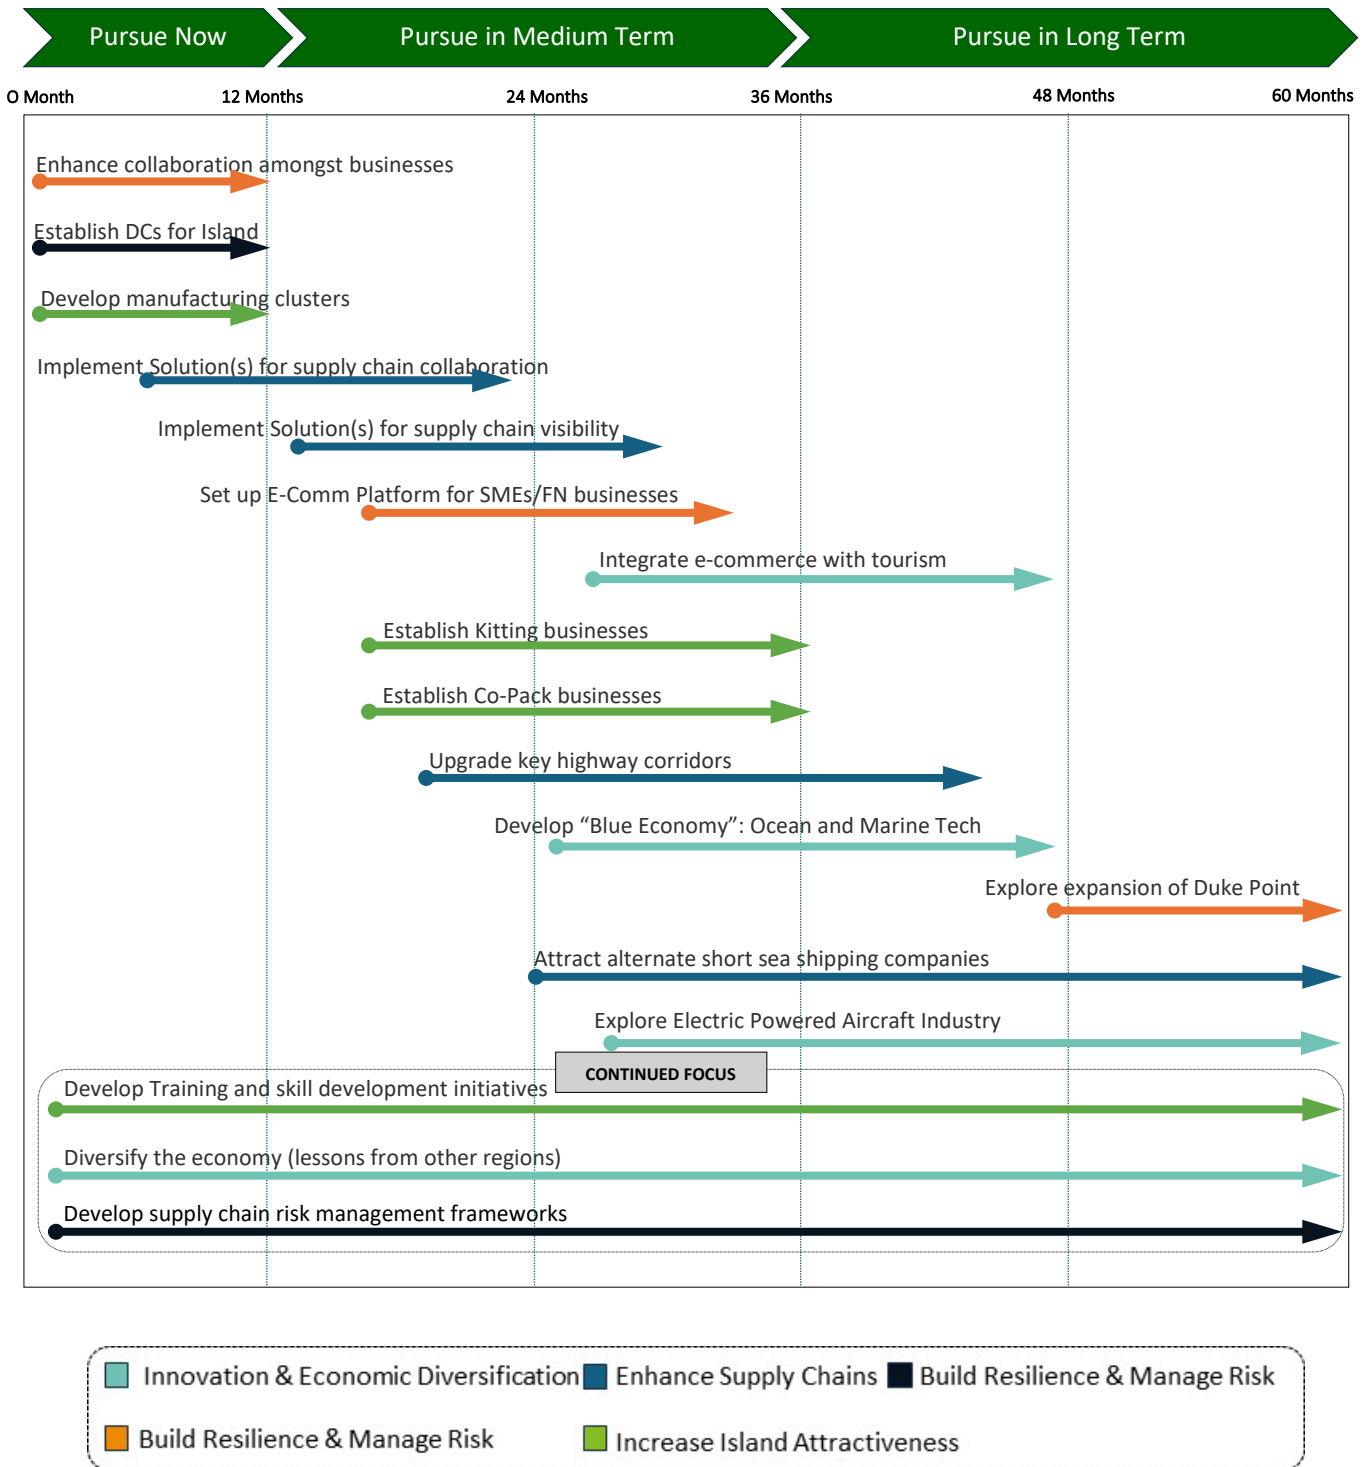 Pursue Now Pursue in Medium Term Pursue in Long Term
O Month 12 Months 24 Months 36 Months 48 Months 60 Months
Enhance collaboration amongst businesses
Establish DCs for Island
Develop manufacturing clusters
Implement Solution(s) for supply chain collaboration
Implement Solution(s) for supply chain visibility
Set up E-Comm Platform for SMEs/FN businesses
Integrate e-commerce with tourism
Establish Kitting businesses
Establish Co-Pack businesses
Upgrade key highway corridors
Develop “Blue Economy”: Ocean and Marine Tech
Explore expansion of Duke Point
Attract alternate short sea shipping companies
Explore Electric Powered Aircraft Industry
CONTINUED FOCUS
Develop Training and skill development initiatives
Diversify the economy (lessons from other regions)
Develop supply chain risk management frameworks
Innovation & Economic Diversification Enhance Supply Chains Build Resilience & Manage Risk
Build Resilience & Manage Risk Increase Island Attractiveness